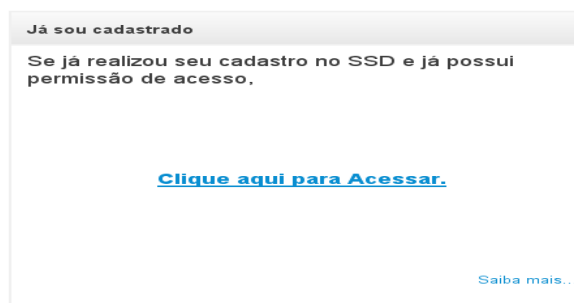 Já sou cadastrado
Se já realizou seu cadastro no SSD e já possui
permissão de acesso,
Clique aqui para Acessar.
Saiba mais..